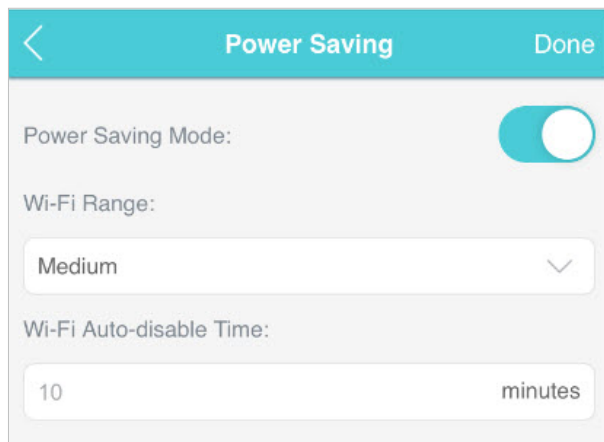 Power Saving Done
Power Saving Mode:
Wi-Fi Range:
Medium
Wi-Fi Auto-disable Time:
10 minutes